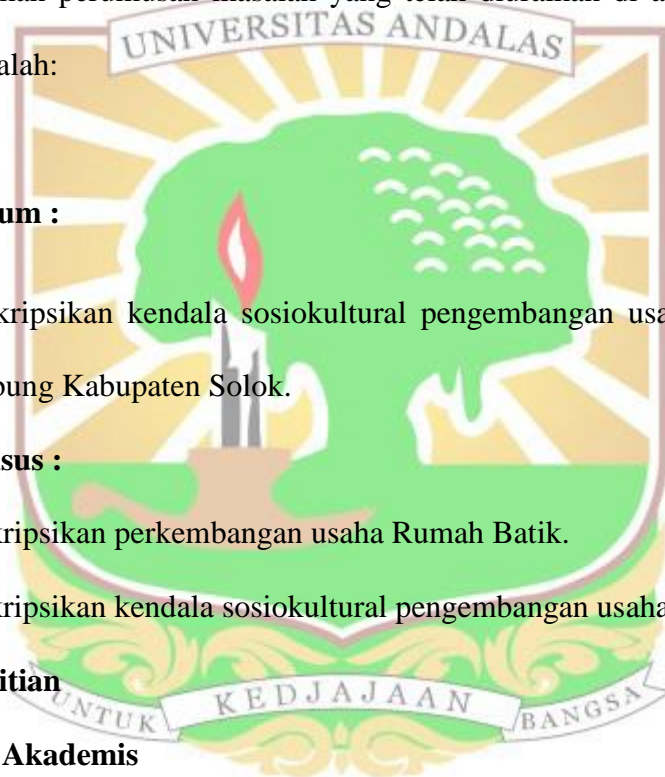 UNIVERSITAS ANDALAS
alah:
um :
kripsikan kendala sosiokultural pengembangan usa
oung Kabupaten Solok.
sus :
kripsikan perkembangan usaha Rumah Batik.
kripsikan kendala sosiokultural pengembangan usaha
itian
UNTUK KEDJAJAAN BANGSA
Akademis